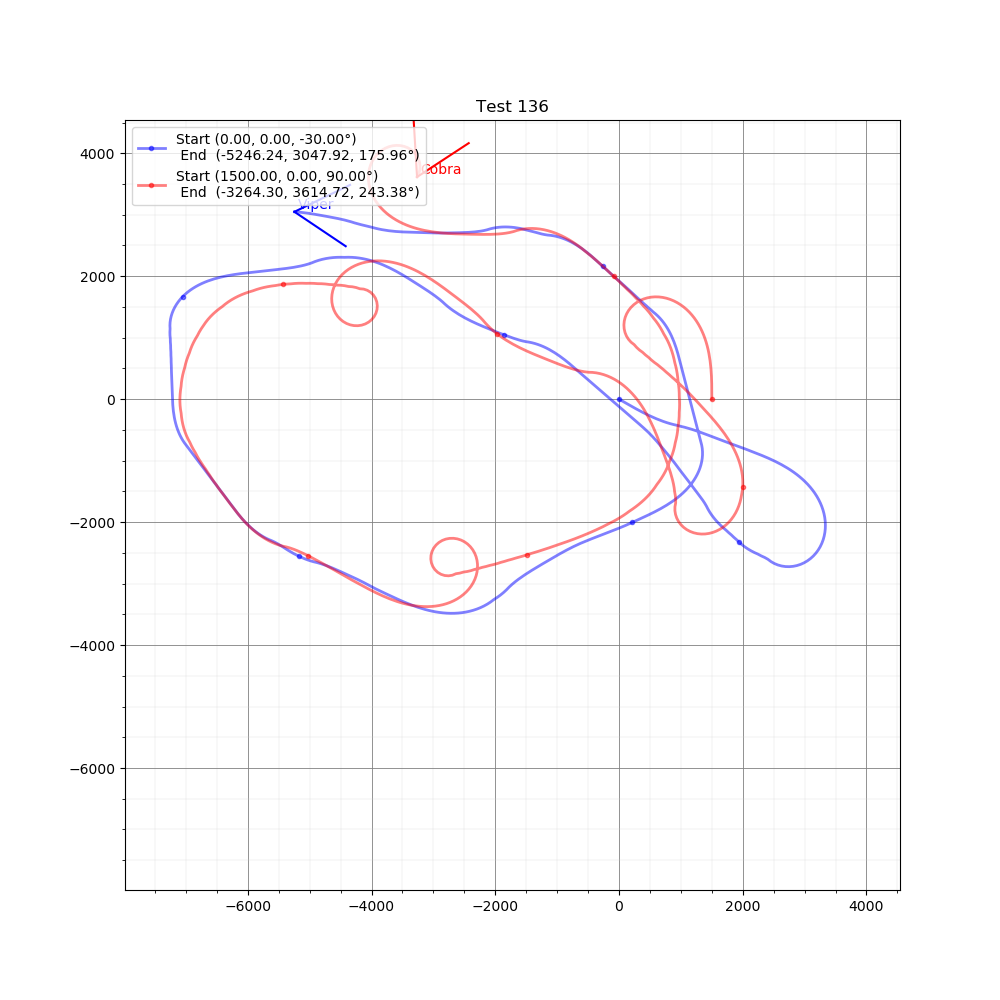 Test 136
Start (0.00, 0.00, -30.00°)
End (-5246.24, 3047.92, 175.96°)
Start (1500.00, 0.00, 90.00°)
End (-3264.30, 3614.72, 243.38°)
Cobra
Viper
4000
2000
0
−2000
−4000
−6000
−6000
−4000
−2000
0
2000
4000